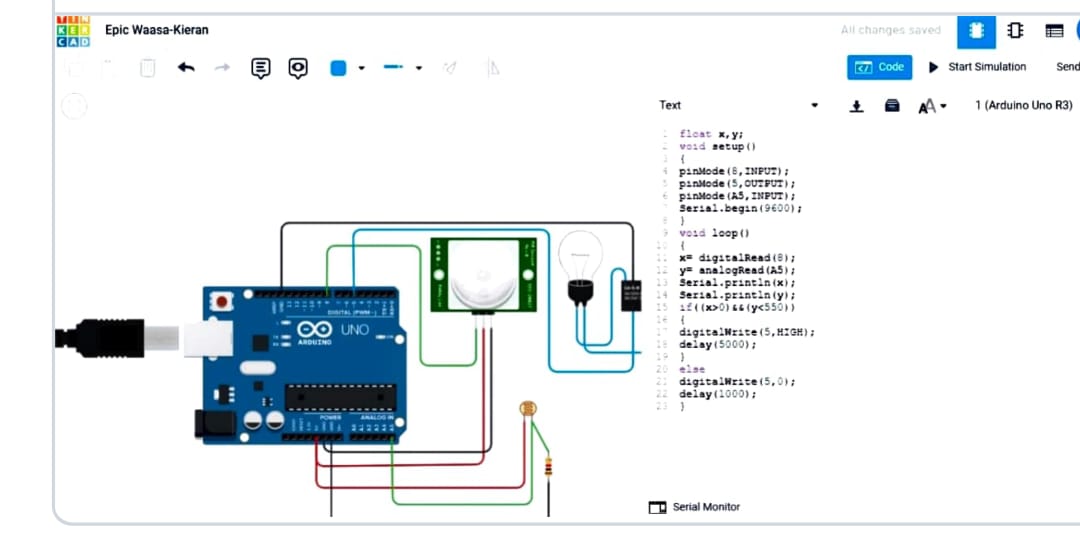 TIN
KER
CAD
Epic Waasa-Kieran
All changes saved
Code
Start Simulation
Send
Text
AA
1 (Arduino Uno R3)
1 float x,y;
2 void setup()
3 {
4 pinMode(8,INPUT);
5 pinMode(5,OUTPUT);
6 pinMode(A5,INPUT);
7 Serial.begin(9600);
8 }
9 void loop()
10 {
11 x= digitalRead(8);
12 y= analogRead(A5);
13 Serial.println(x);
14 Serial.println(y);
15 if((x>0)&&(y<550))
16 {
17 digitalWrite(5,HIGH);
18 delay(5000);
19 }
20 else
21 digitalWrite(5,0);
22 delay(1000);
23 }
DIGITAL (PWM~)
UNO
ARDUINO
POWER
ANALOG IN
Serial Monitor